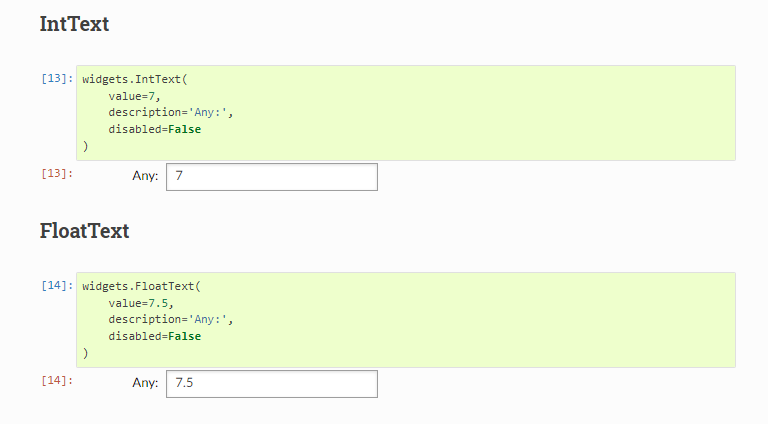 IntText
[13]: widgets.IntText(
    value=7,
    description='Any:',
    disabled=False
)
[13]: Any: 7
FloatText
[14]: widgets.FloatText(
    value=7.5,
    description='Any:',
    disabled=False
)
[14]: Any: 7.5